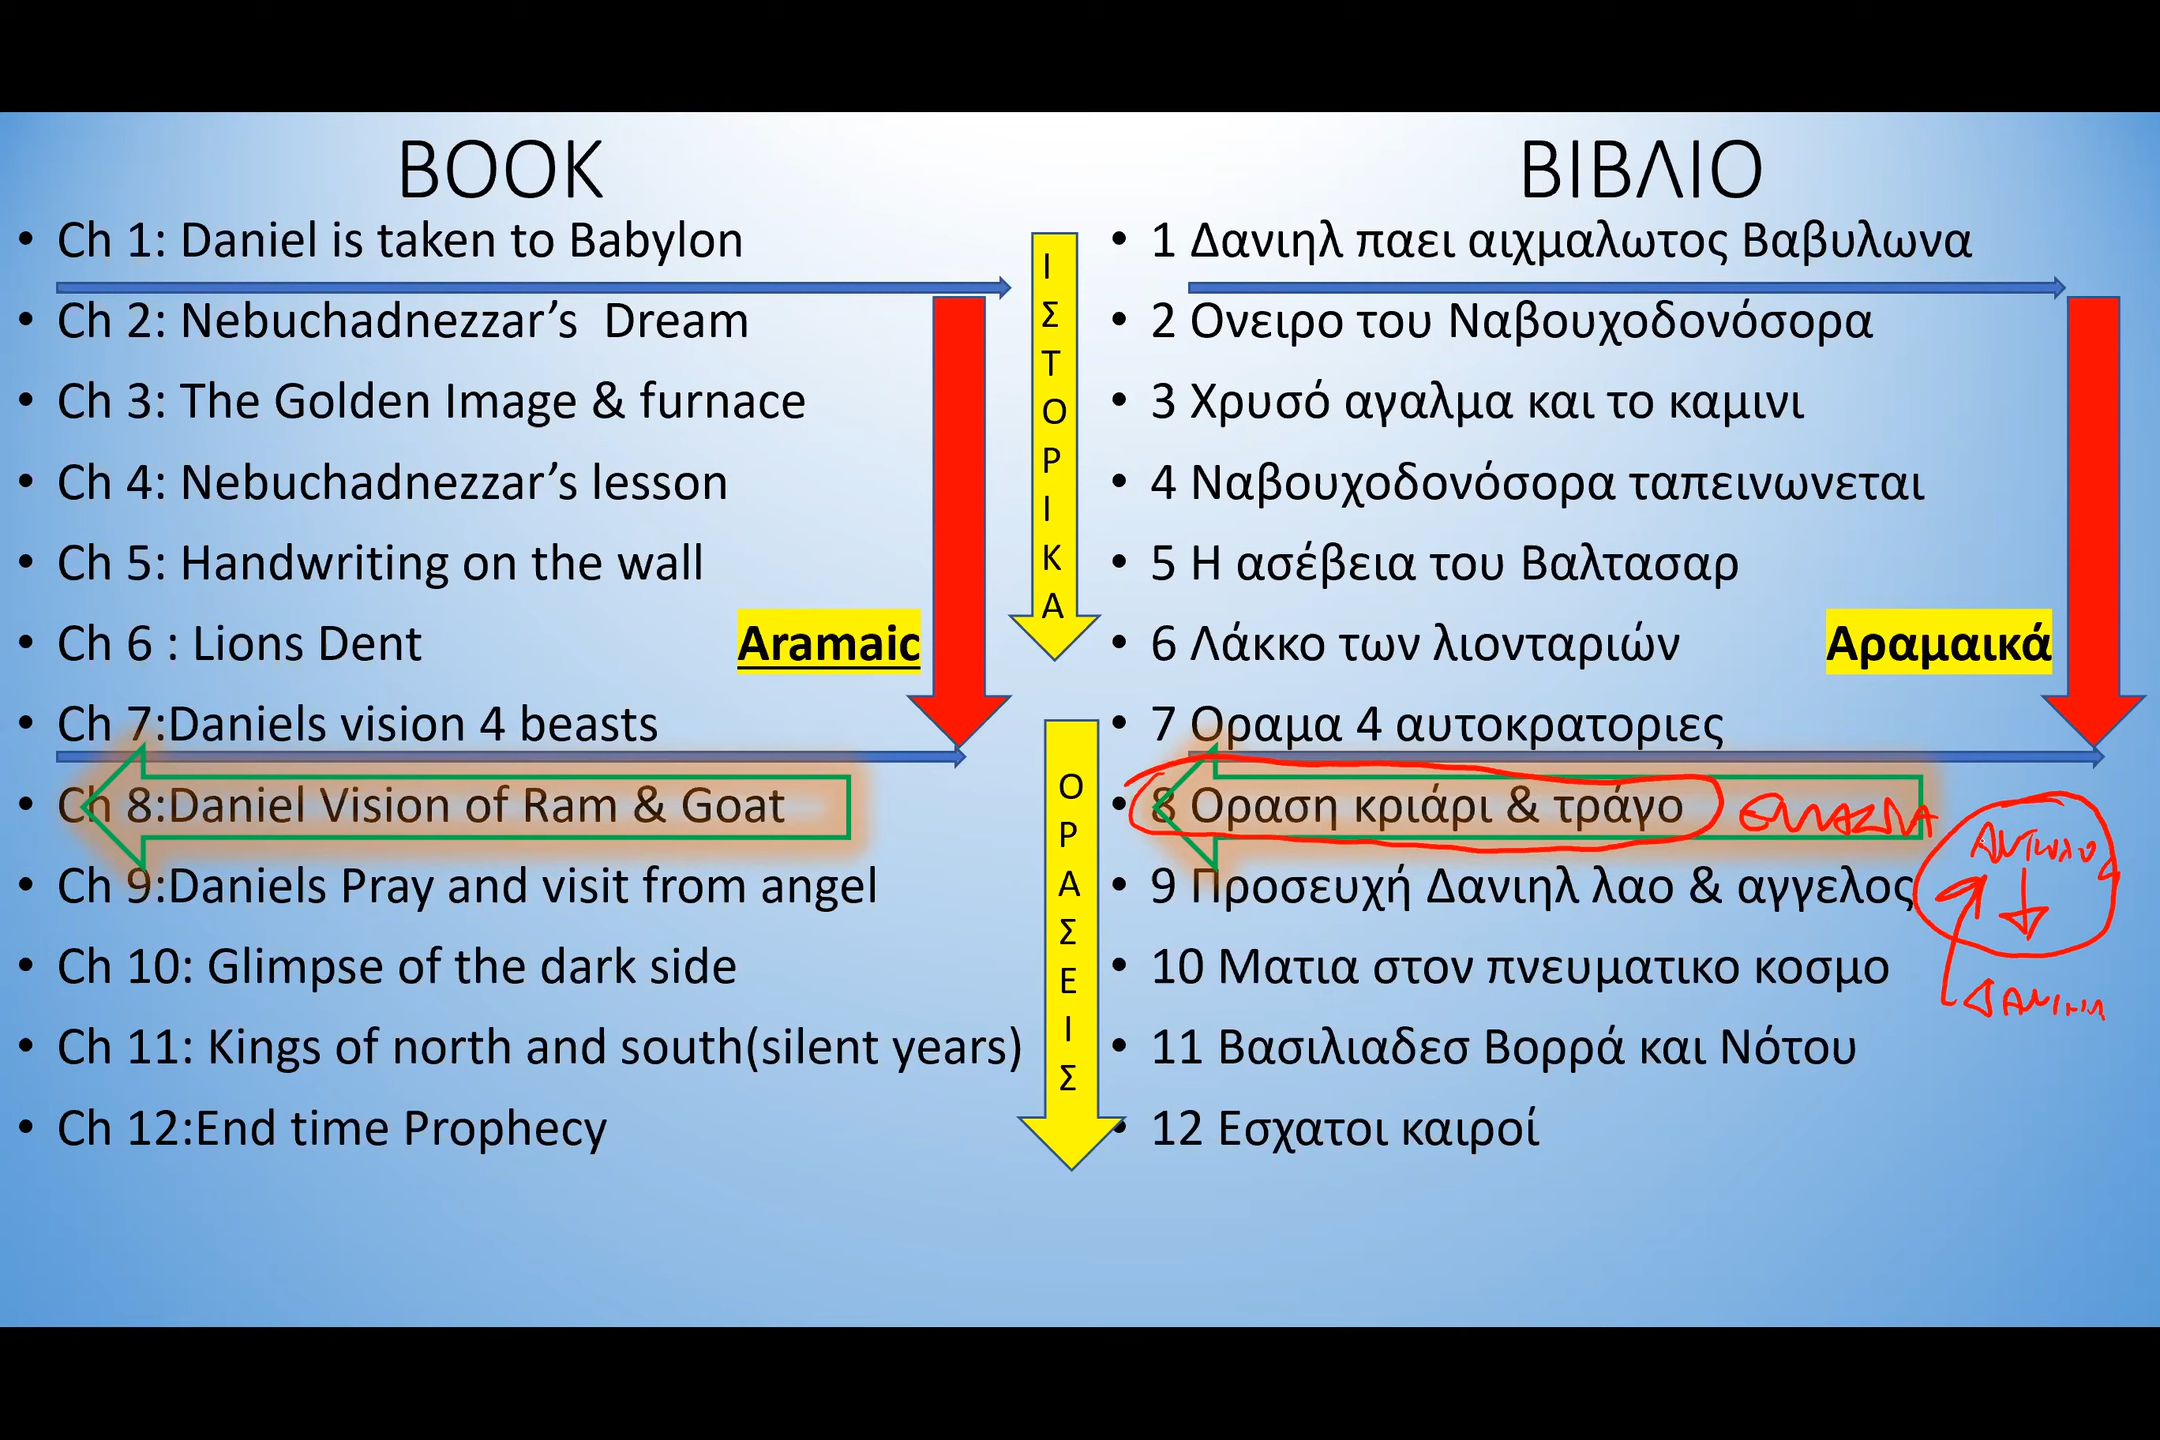 BOOK
• Ch 1: Daniel is taken to Babylon
• Ch 2: Nebuchadnezzar’s  Dream
• Ch 3: The Golden Image & furnace
• Ch 4: Nebuchadnezzar’s lesson
• Ch 5: Handwriting on the wall
• Ch 6 : Lions Dent
Aramaic
• Ch 7:Daniels vision 4 beasts
• Ch 8:Daniel Vision of Ram & Goat
• Ch 9:Daniels Pray and visit from angel
• Ch 10: Glimpse of the dark side
• Ch 11: Kings of north and south(silent years)
• Ch 12:End time Prophecy
ΙΣΤΟΡΙΚΑ
ΟΡΑΣΕΙΣ
ΒΙΒΛΙΟ
• 1 Δανιηλ παει αιχμαλωτος Βαβυλωνα
• 2 Ονειρο του Ναβουχοδονόσορα
• 3 Χρυσό αγαλμα και το καμινι
• 4 Ναβουχοδονόσορα ταπεινωνεται
• 5 Η ασέβεια του Βαλτασαρ
• 6 Λάκκο των λιονταριών
Αραμαικά
• 7 Οραμα 4 αυτοκρατοριες
• 8 Οραση κριάρι & τράγο
• 9 Προσευχή Δανιηλ λαο & αγγελος
• 10 Ματια στον πνευματικο κοσμο
• 11 Βασιλιαδεσ Βορρά και Νότου
• 12 Εσχατοι καιροί
ΔΑΝΙΗΛ